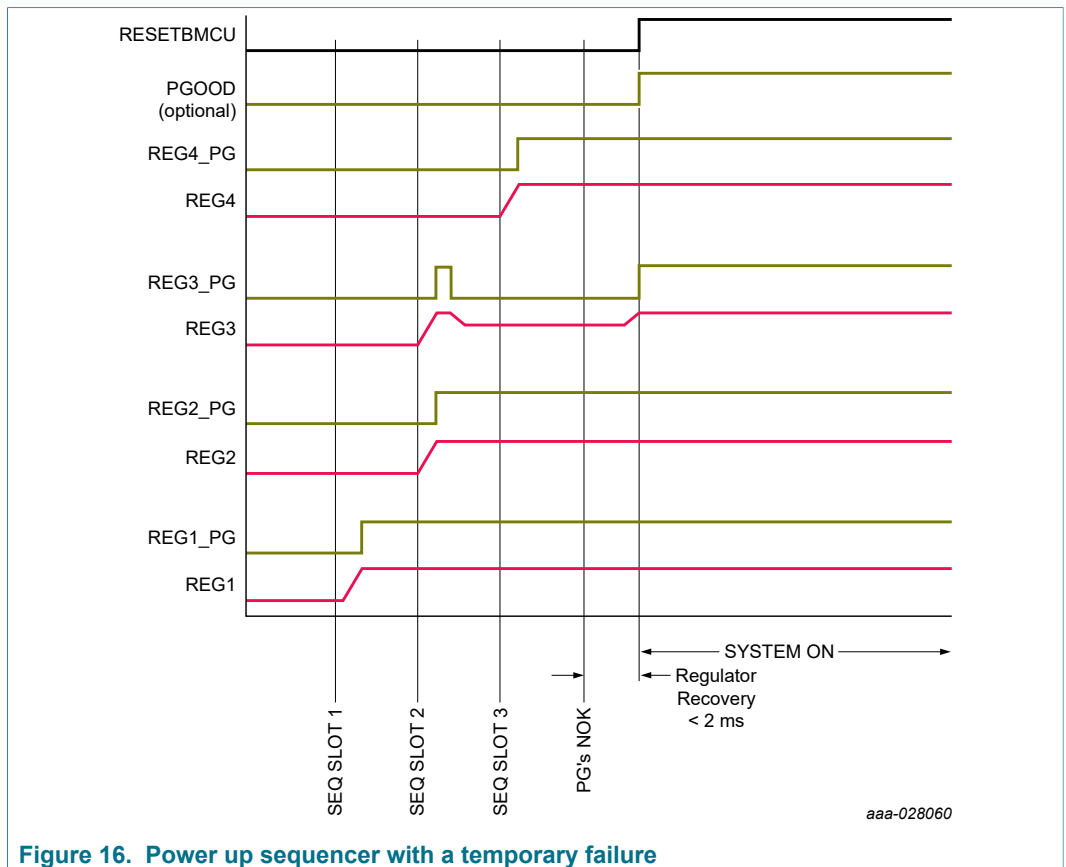 RESETBMCU
PGOOD
(optional)
REG4_PG
REG4
REG3_PG
REG3
REG2_PG
REG2
REG1_PG
REG1
SYSTEM ON
Regulator
Recovery
< 2 ms
SEQ SLOT 1
SEQ SLOT 2
SEQ SLOT 3
PG's NOK
aaa-028060
Figure 16. Power up sequencer with a temporary failure